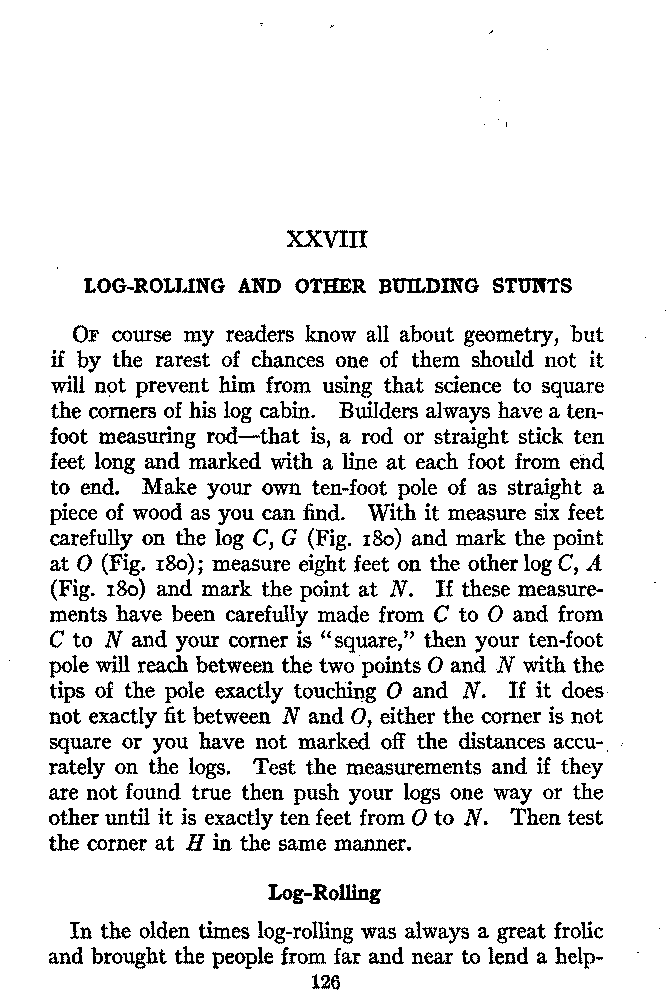 XXVIII
LOG-ROLLING AND OTHER BUILDING STUNTS
OF course my readers know all about geometry, but
if by the rarest of chances one of them should not it
will not prevent him from using that science to square
the corners of his log cabin. Builders always have a ten-
foot measuring rod—that is, a rod or straight stick ten
feet long and marked with a line at each foot from end
to end. Make your own ten-foot pole of as straight a
piece of wood as you can find. With it measure six feet
carefully on the log C, G (Fig. 180) and mark the point
at O (Fig. 180); measure eight feet on the other log C, A
(Fig. 180) and mark the point at N. If these measure-
ments have been carefully made from C to O and from
C to N and your corner is "square," then your ten-foot
pole will reach between the two points O and N with the
tips of the pole exactly touching O and N. If it does
not exactly fit between N and O, either the corner is not
square or you have not marked off the distances accu-
rately on the logs. Test the measurements and if they
are not found true then push your logs one way or the
other until it is exactly ten feet from O to N. Then test
the corner at H in the same manner.
Log-Rolling
In the olden times log-rolling was always a great frolic
and brought the people from far and near to lend a help-
126